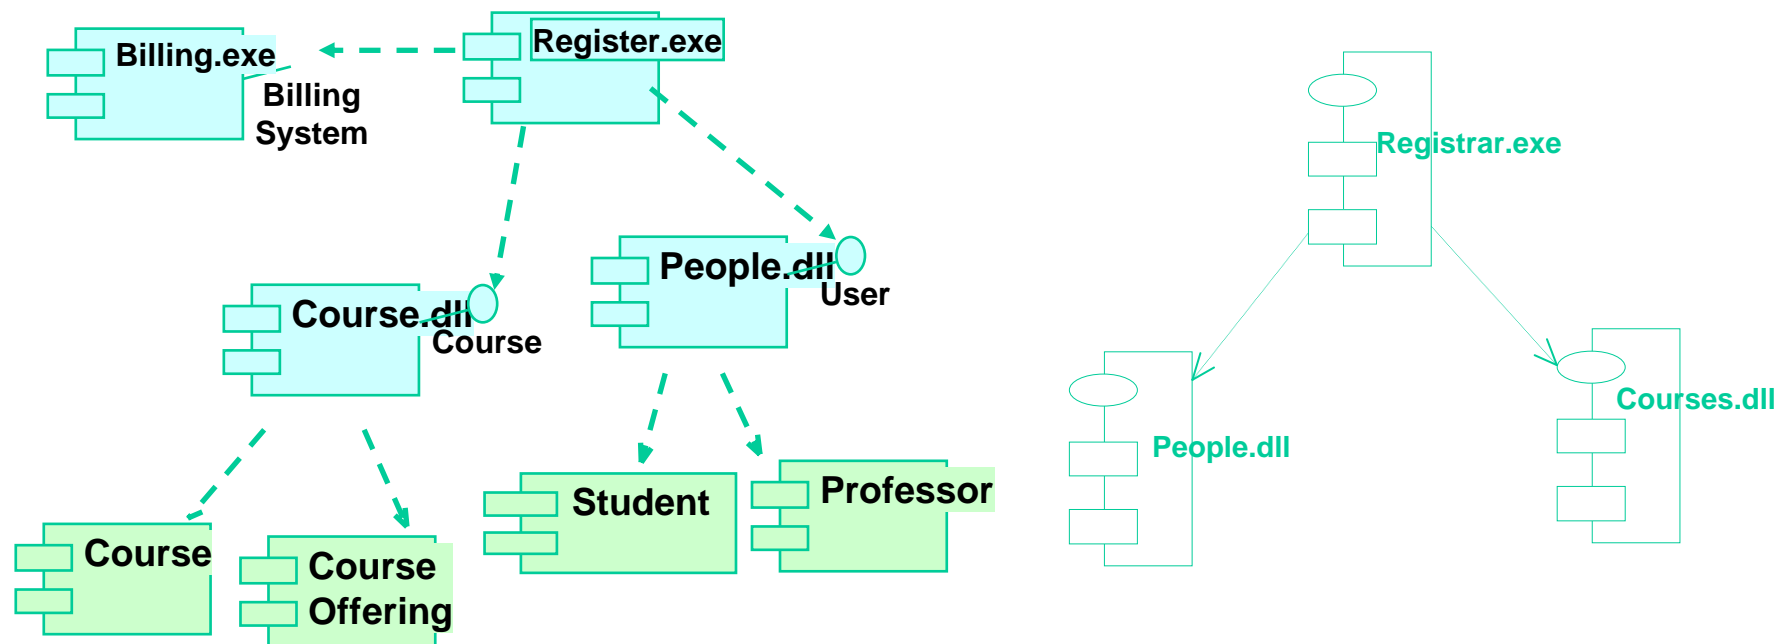 Billing.exe
Billing
System
Register.exe
Course.dll
Course
People.dll
User
Course
Course
Offering
Student
Professor
Registrar.exe
People.dll
Courses.dll